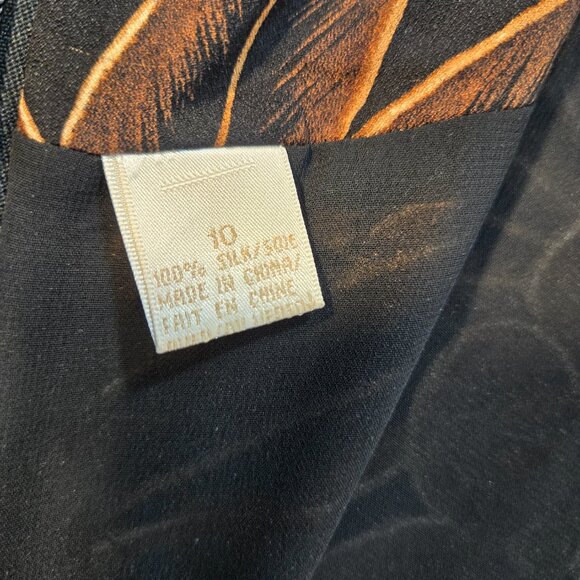 10
100% SILK/SOIE
MADE IN CHINA/
FAIT EN CHINE